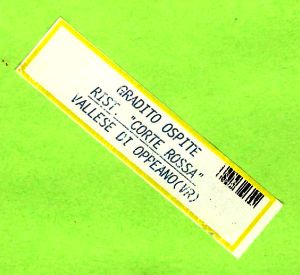 GRADITO OSPITE
RIST. "CORTE ROSSA"
VALLESE DI OPPEANO(VR)